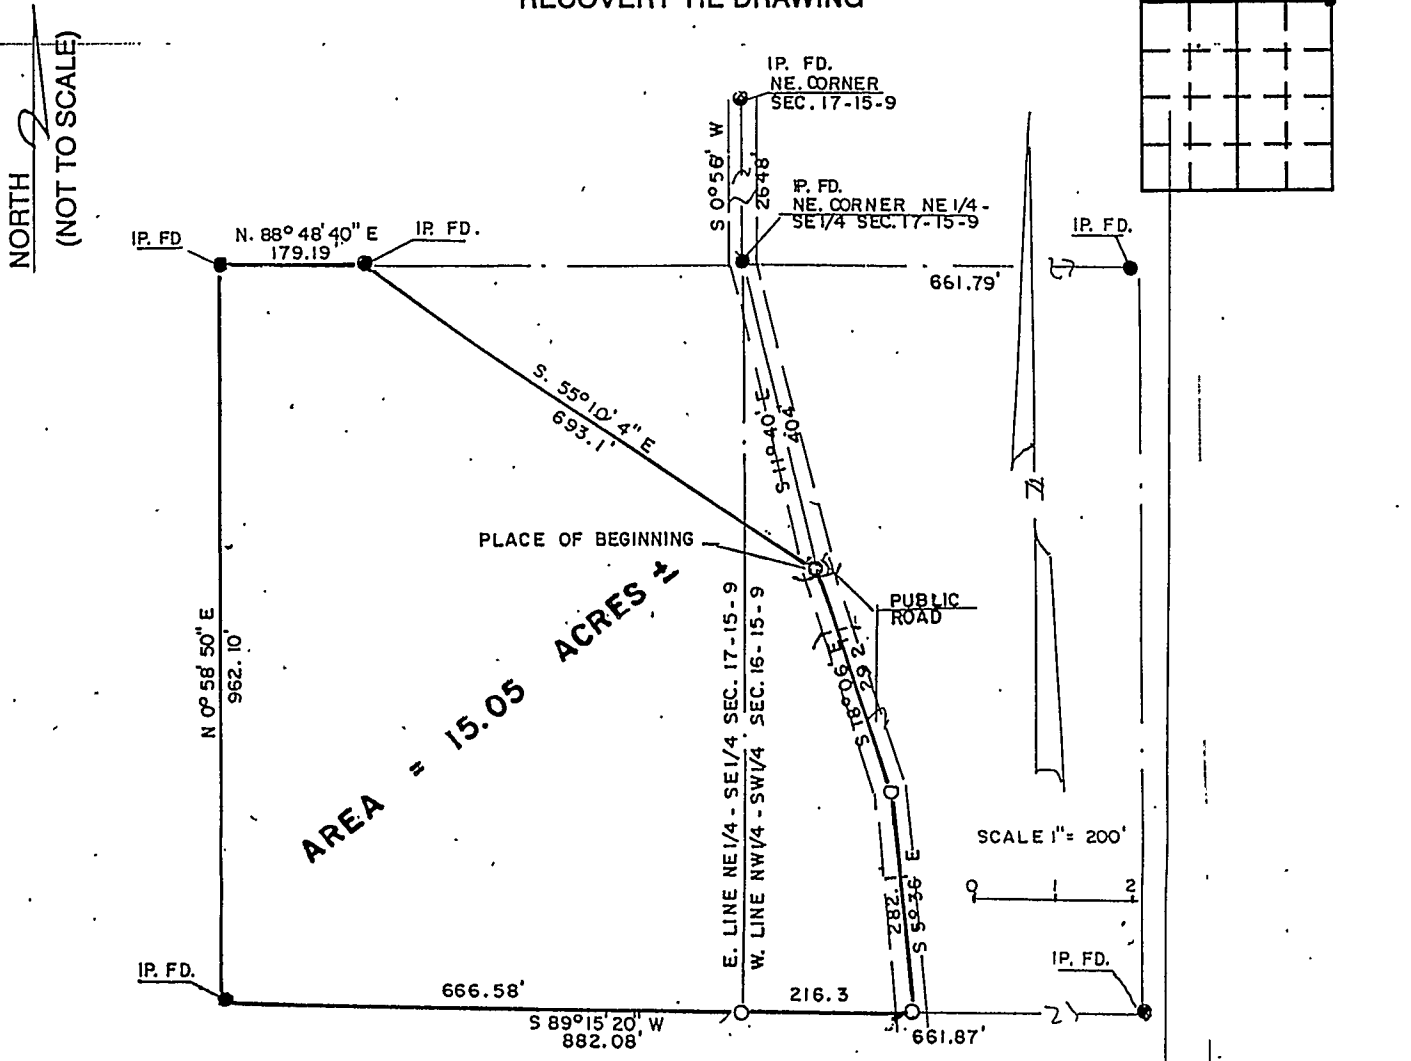 RECOVERY TIE DRAWING
NORTH
(NOT TO SCALE)
IP. FD.
NE. CORNER
SEC. 17-15-9
S 0°56' W
2648'
IP. FD.
NE. CORNER NE 1/4 -
SE 1/4 SEC. 17-15-9
IP. FD
N. 88° 48' 40" E
179.19'
IP. FD.
IP. FD.
661.79'
S. 55° 10' 4" E
693.1'
S 11° 40' E
404'
PLACE OF BEGINNING
PUBLIC
ROAD
S 18° 06' E
292.1'
N 0° 58' 50" E
962.10'
AREA = 15.05 ACRES ±
E. LINE NE 1/4 - SE 1/4 SEC. 17-15-9
W. LINE NW 1/4 - SW 1/4 SEC. 16-15-9
SCALE 1" = 200'
0 1 2
282.1
S 5° 36' E
IP. FD.
IP. FD.
666.58'
216.3
S 89° 15' 20" W
882.08'
661.87'